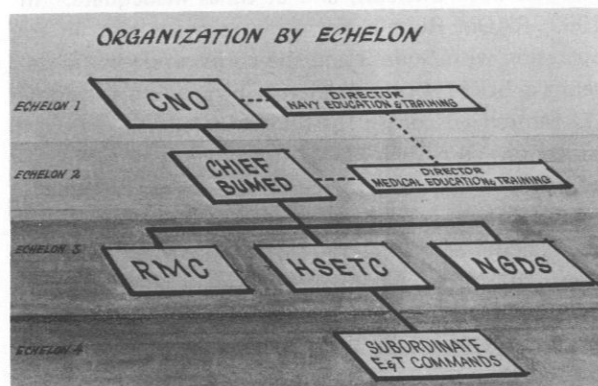 ORGANIZATION BY ECHELON
ECHELON 1
CNO
DIRECTOR
NAVY EDUCATION & TRAINING
ECHELON 2
CHIEF
BUMED
DIRECTOR
MEDICAL EDUCATION & TRAINING
ECHELON 3
RMC
HSETC
NGDS
ECHELON 4
SUBORDINATE
E&T COMMANDS